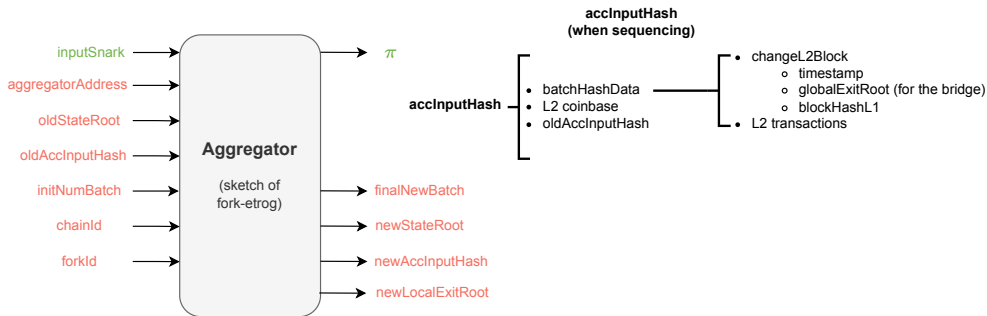 inputSnark
aggregatorAddress
oldStateRoot
oldAccInputHash
initNumBatch
chainId
forkId
Aggregator
(sketch of
fork-etrog)
π
finalNewBatch
newStateRoot
newAccInputHash
newLocalExitRoot
accInputHash
(when sequencing)
accInputHash
• batchHashData
• L2 coinbase
• oldAccInputHash
• changeL2Block
○ timestamp
○ globalExitRoot (for the bridge)
○ blockHashL1
• L2 transactions